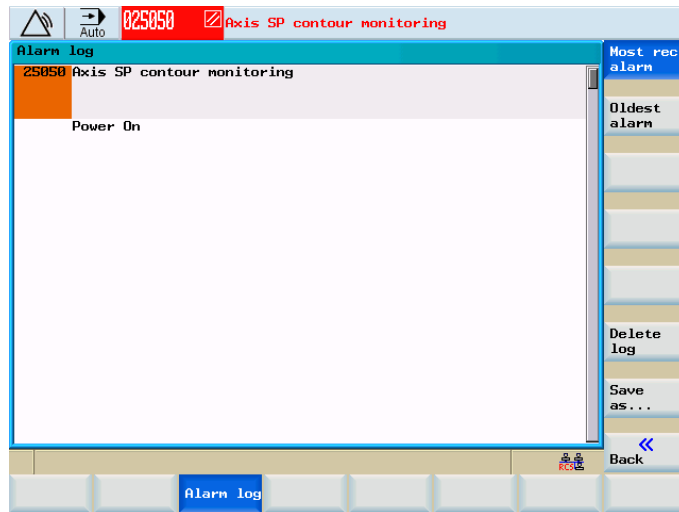 Auto
025050
Axis SP contour monitoring
Alarm log
25050 Axis SP contour monitoring
Power On
Most rec
alarm
Oldest
alarm
Delete
log
Save
as...
Back
RCS
Alarm log